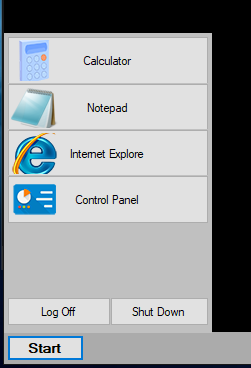 Calculator
Notepad
Internet Explore
Control Panel
Log Off
Shut Down
Start